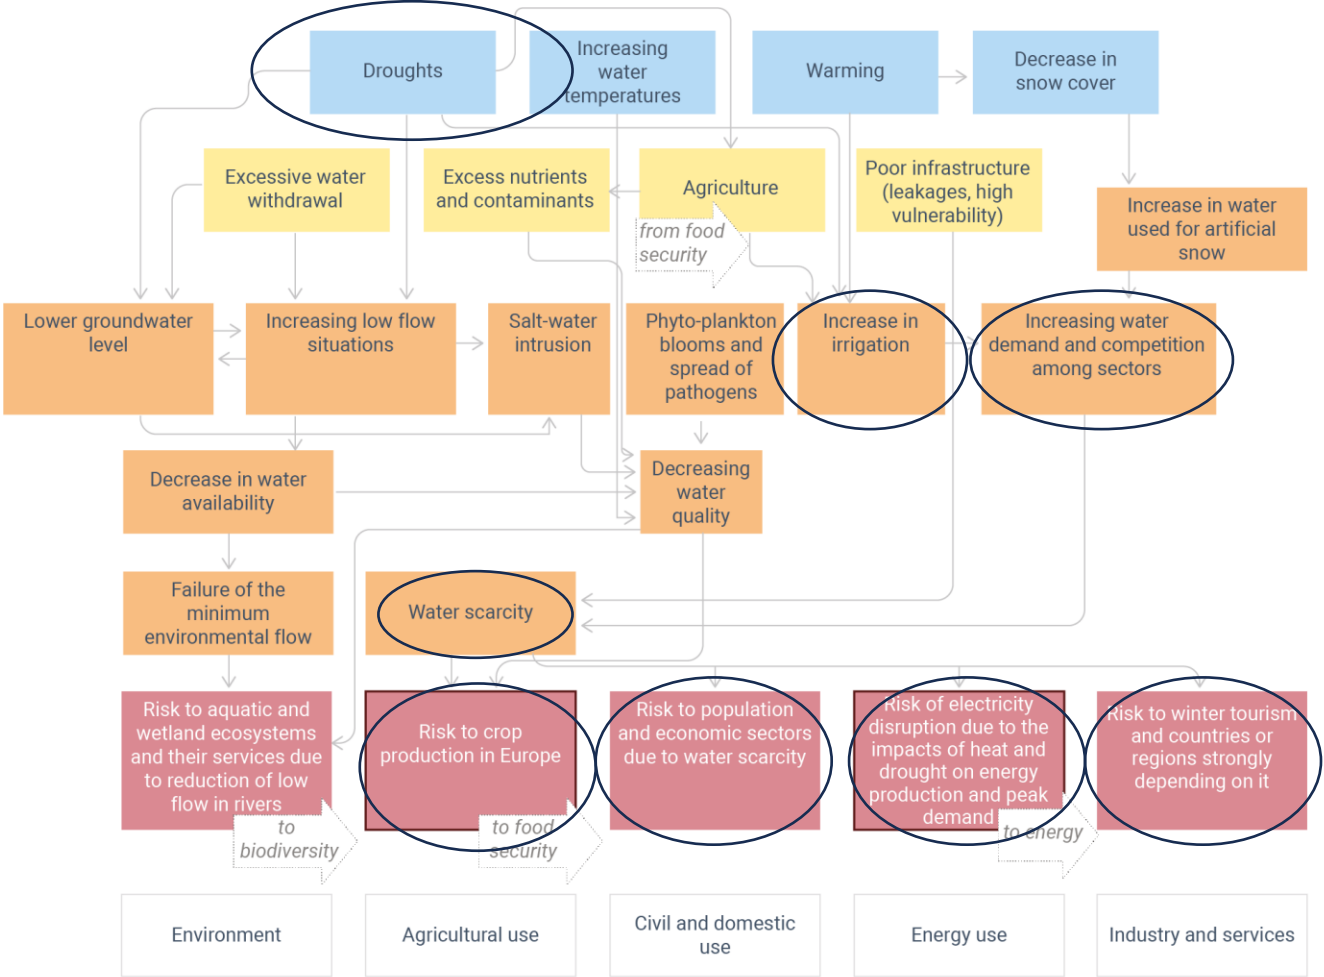 Droughts
Increasing
water
temperatures
Warming
Decrease in
snow cover
Excessive water
withdrawal
Excess nutrients
and contaminants
Agriculture
Poor infrastructure
(leakages, high
vulnerability)
Increase in water
used for artificial
snow
from food
security
Lower groundwater
level
Increasing low flow
situations
Salt-water
intrusion
Phyto-plankton
blooms and
spread of
pathogens
Increase in
irrigation
Increasing water
demand and competition
among sectors
Decrease in water
availability
Decreasing
water
quality
Failure of the
minimum
environmental flow
Water scarcity
Risk to aquatic and
wetland ecosystems
and their services due
to reduction of low
flow in rivers
Risk to crop
production in Europe
Risk to population
and economic sectors
due to water scarcity
Risk of electricity
disruption due to the
impacts of heat and
drought on energy
production and peak
demand
Risk to winter tourism
and countries or
regions strongly
depending on it
to
biodiversity
to food
security
to energy
Environment
Agricultural use
Civil and domestic
use
Energy use
Industry and services